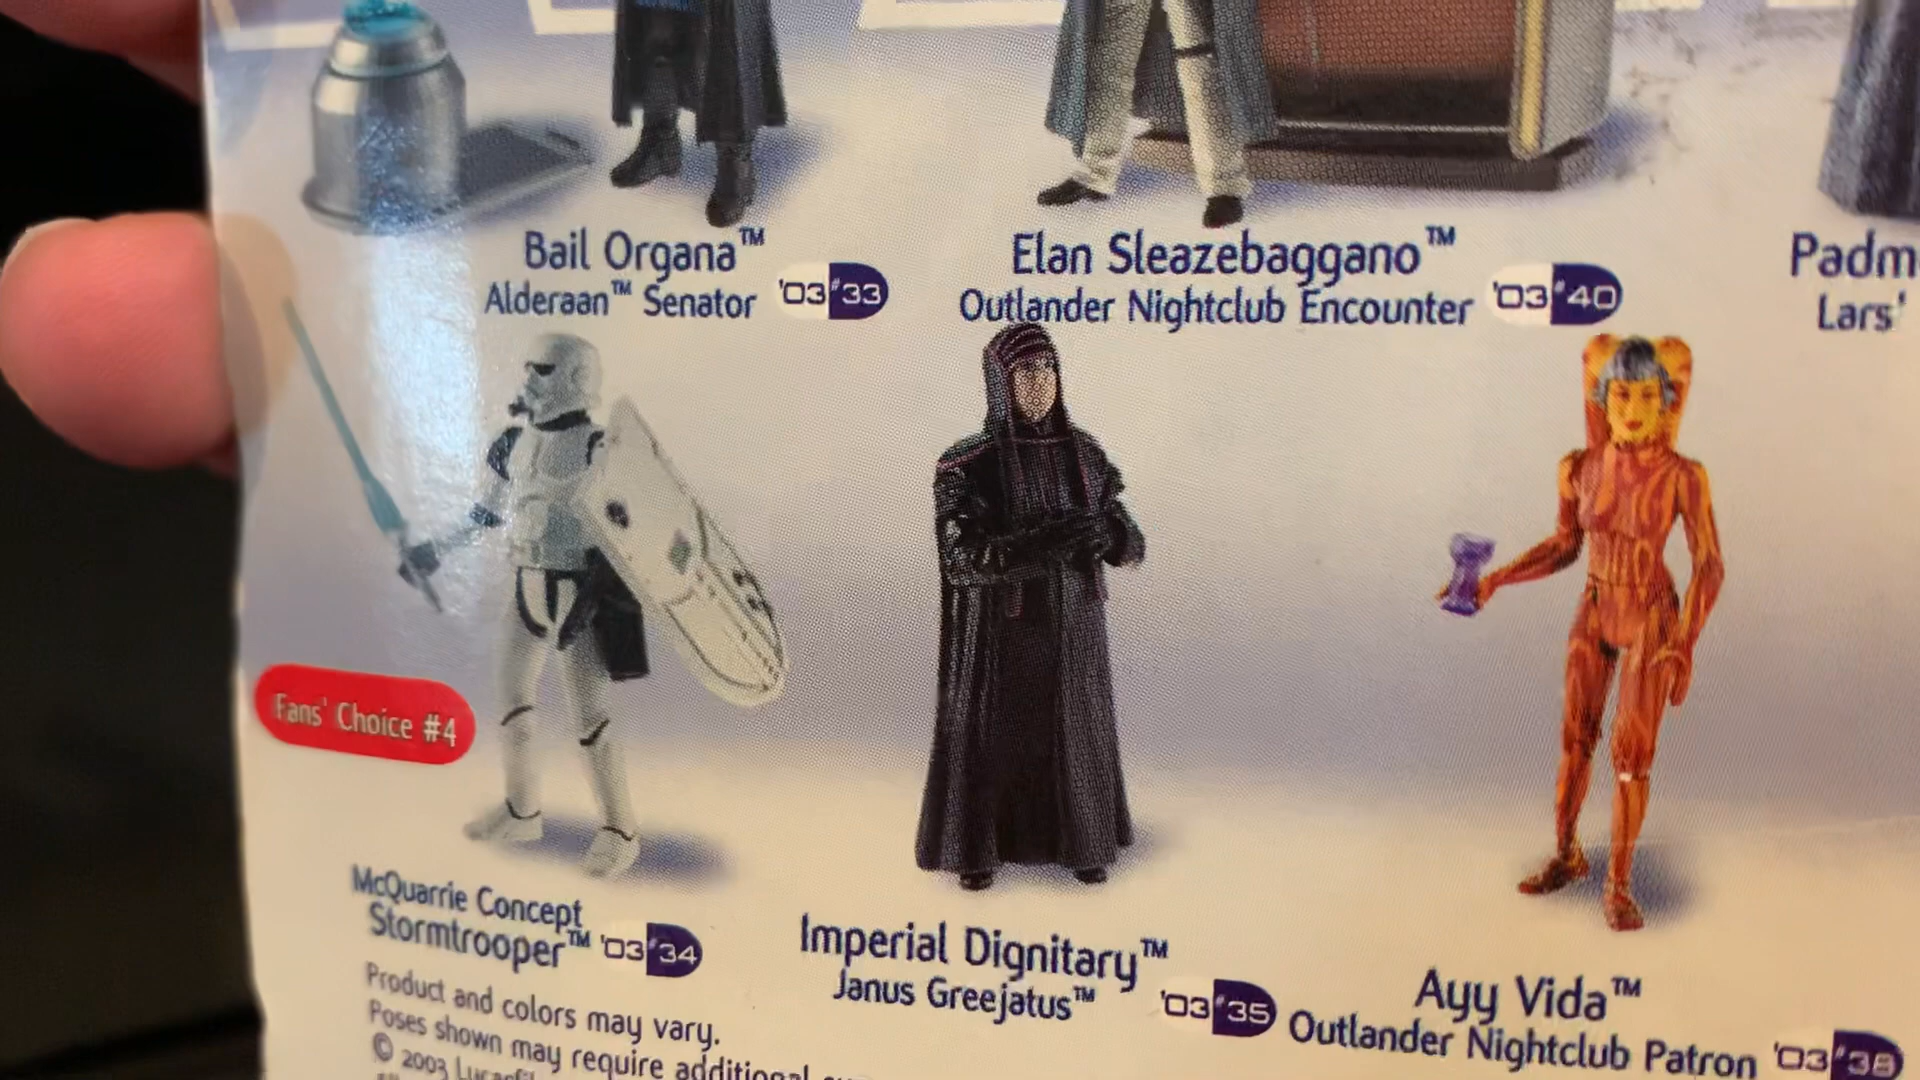 Bail Organa™
Alderaan™ Senator '03 #33
Elan Sleazebaggano™
Outlander Nightclub Encounter '03 #40
Lars'
Fans' Choice #4
McQuarrie Concept
Stormtrooper™ '03 #34
Imperial Dignitary™
Janus Greejatus™ '03 #35
Ayy Vida™
Outlander Nightclub Patron '03 #38
Product and colors may vary.
Poses shown may require additional
© 2003